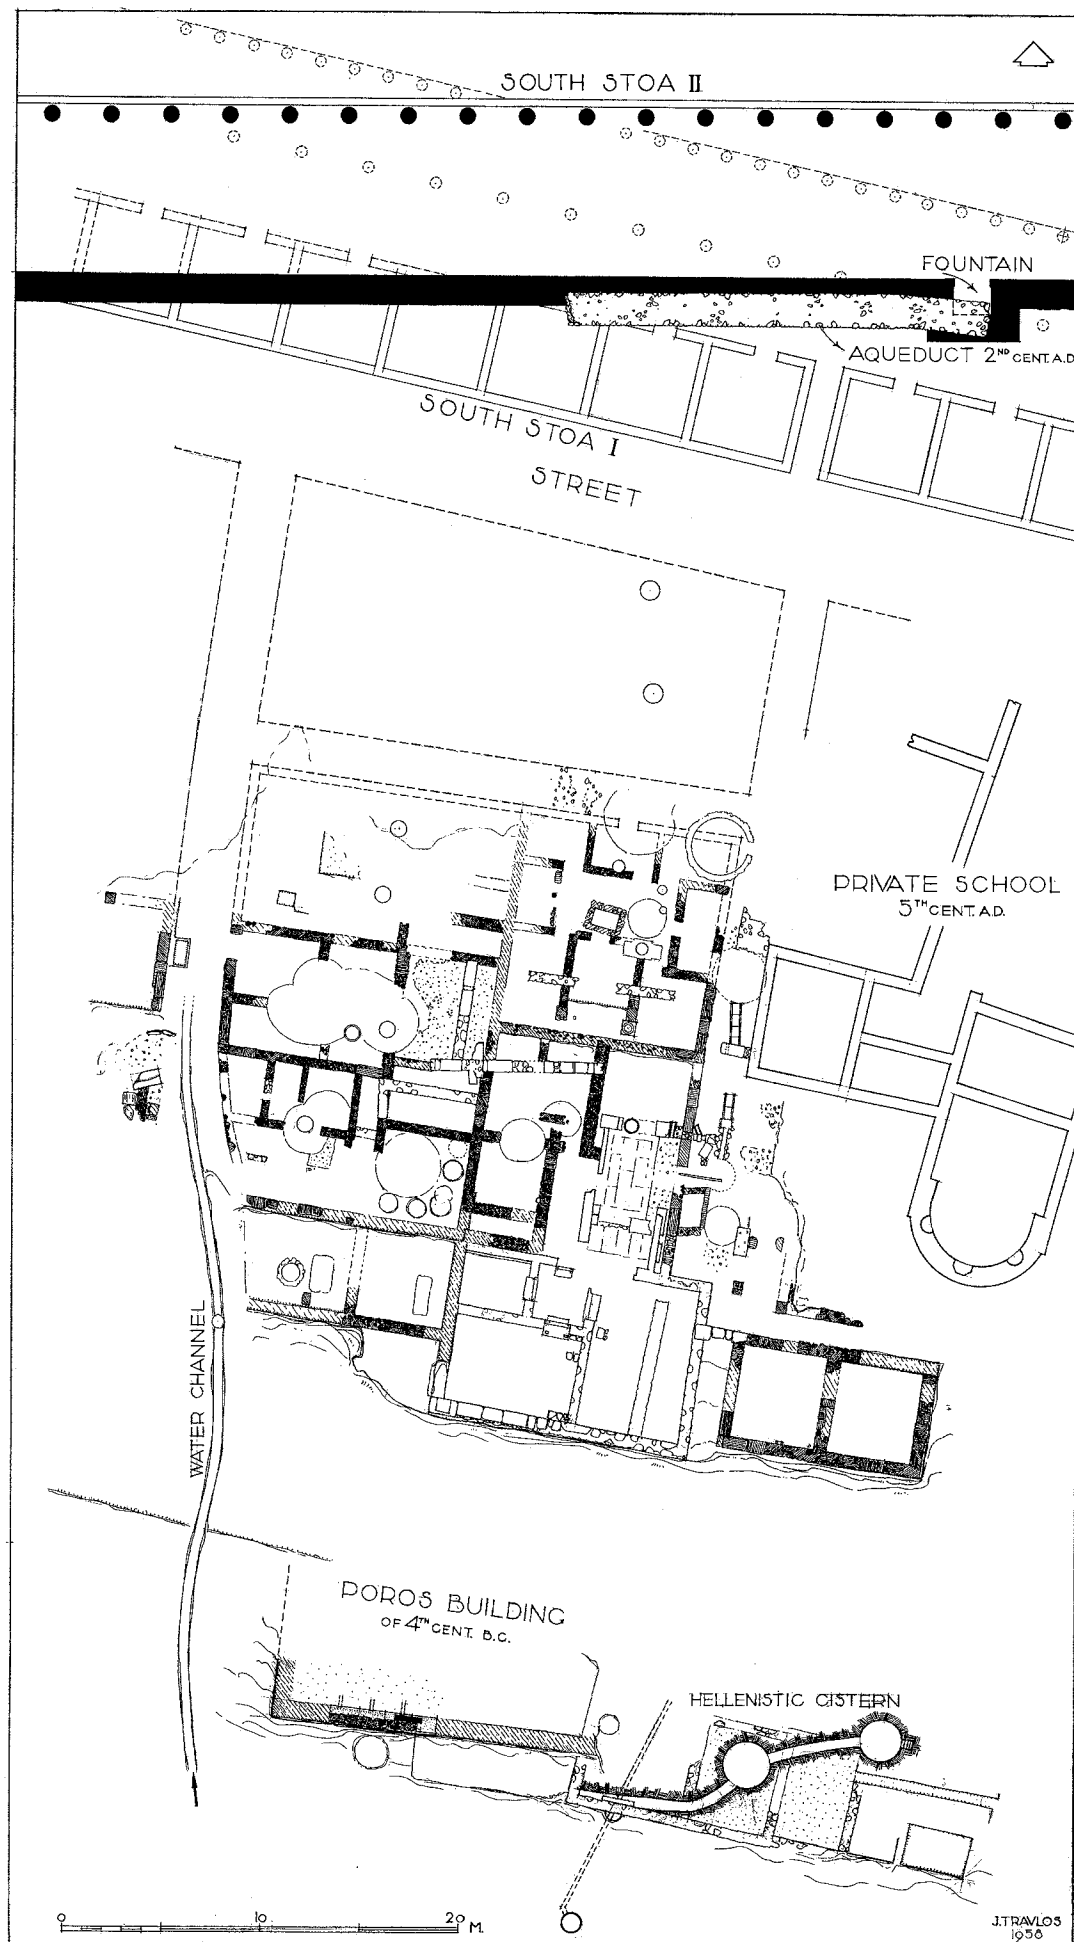 SOUTH STOA II
FOUNTAIN
AQUEDUCT 2ND CENT. A.D.
SOUTH STOA I
STREET
PRIVATE SCHOOL
5TH CENT. A.D.
WATER CHANNEL
POROS BUILDING
OF 4TH CENT. B.C.
HELLENISTIC CISTERN
0 10 20 M.
J. TRAVLOS
1958